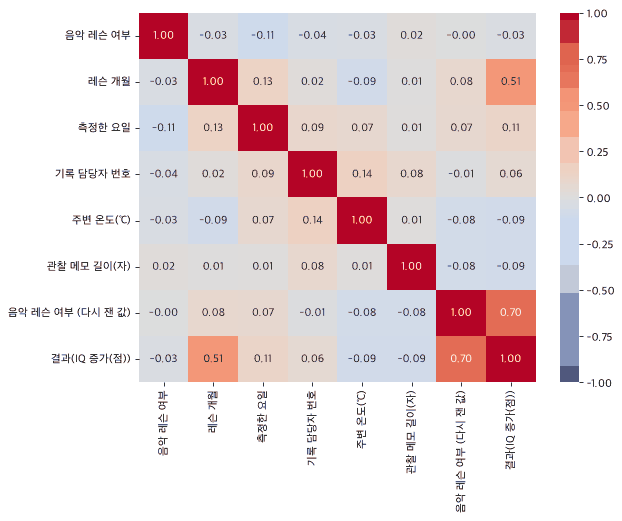 음악 레슨 여부 1.00 -0.03 -0.11 -0.04 -0.03 0.02 -0.00 -0.03
레슨 개월 -0.03 1.00 0.13 0.02 -0.09 0.01 0.08 0.51
측정한 요일 -0.11 0.13 1.00 0.09 0.07 0.01 0.07 0.11
기록 담당자 번호 -0.04 0.02 0.09 1.00 0.14 0.08 -0.01 0.06
주변 온도(℃) -0.03 -0.09 0.07 0.14 1.00 0.01 -0.08 -0.09
관찰 메모 길이(자) 0.02 0.01 0.01 0.08 0.01 1.00 -0.08 -0.09
음악 레슨 여부 (다시 잰 값) -0.00 0.08 0.07 -0.01 -0.08 -0.08 1.00 0.70
결과(IQ 증가(점)) -0.03 0.51 0.11 0.06 -0.09 -0.09 0.70 1.00
음악 레슨 여부
레슨 개월
측정한 요일
기록 담당자 번호
주변 온도(℃)
관찰 메모 길이(자)
음악 레슨 여부 (다시 잰 값)
결과(IQ 증가(점))
1.00
0.75
0.50
0.25
0.00
-0.25
-0.50
-0.75
-1.00